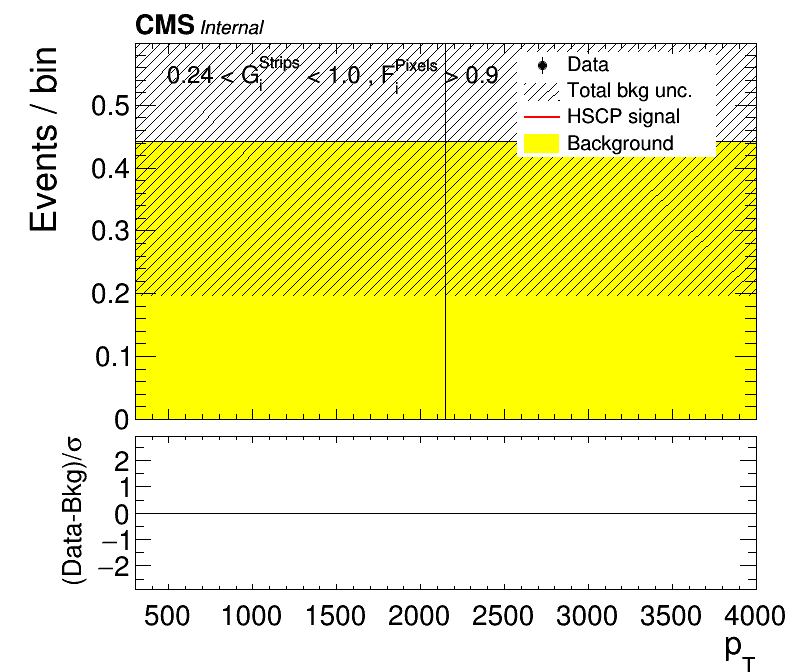 CMS Internal
0.24 < G_i^Strips < 1.0 , F_i^Pixels > 0.9
Data
Total bkg unc.
HSCP signal
Background
Events / bin
0.5
0.4
0.3
0.2
0.1
0
(Data-Bkg)/σ
2
1
0
−1
−2
500 1000 1500 2000 2500 3000 3500 4000
p_T